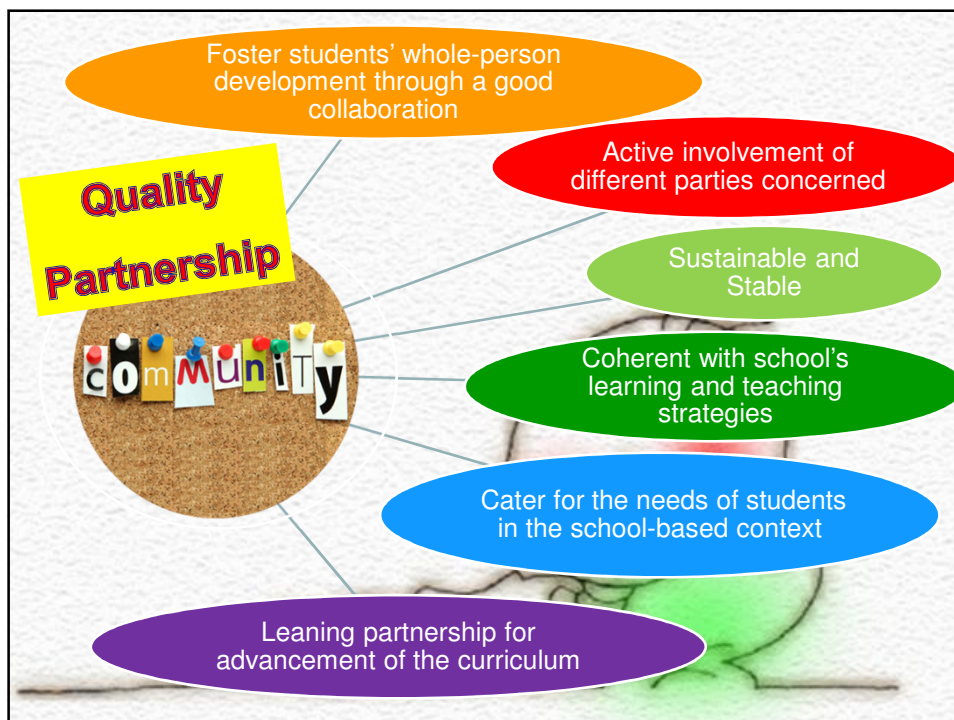 Foster students' whole-person
development through a good
collaboration
Quality
Partnership
Active involvement of
different parties concerned
Sustainable and
Stable
community
Coherent with school's
learning and teaching
strategies
Cater for the needs of students
in the school-based context
Leaning partnership for
advancement of the curriculum